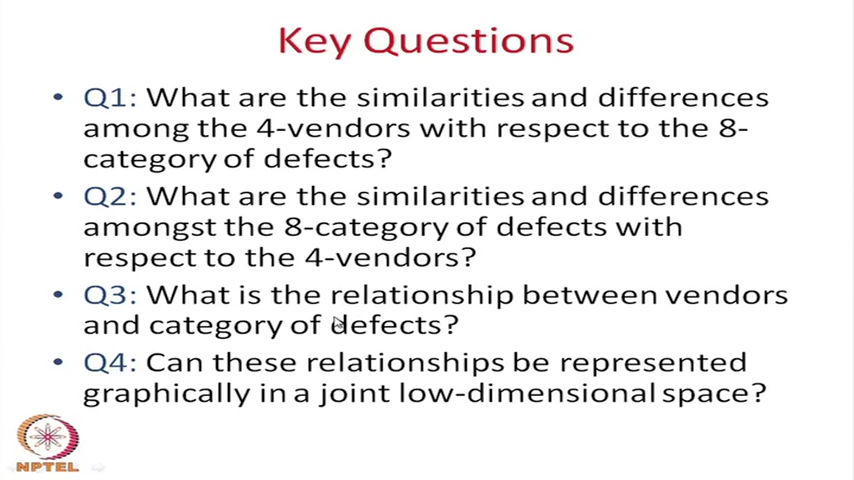 Key Questions
• Q1: What are the similarities and differences
among the 4-vendors with respect to the 8-
category of defects?
• Q2: What are the similarities and differences
amongst the 8-category of defects with
respect to the 4-vendors?
• Q3: What is the relationship between vendors
and category of defects?
• Q4: Can these relationships be represented
graphically in a joint low-dimensional space?
NPTEL